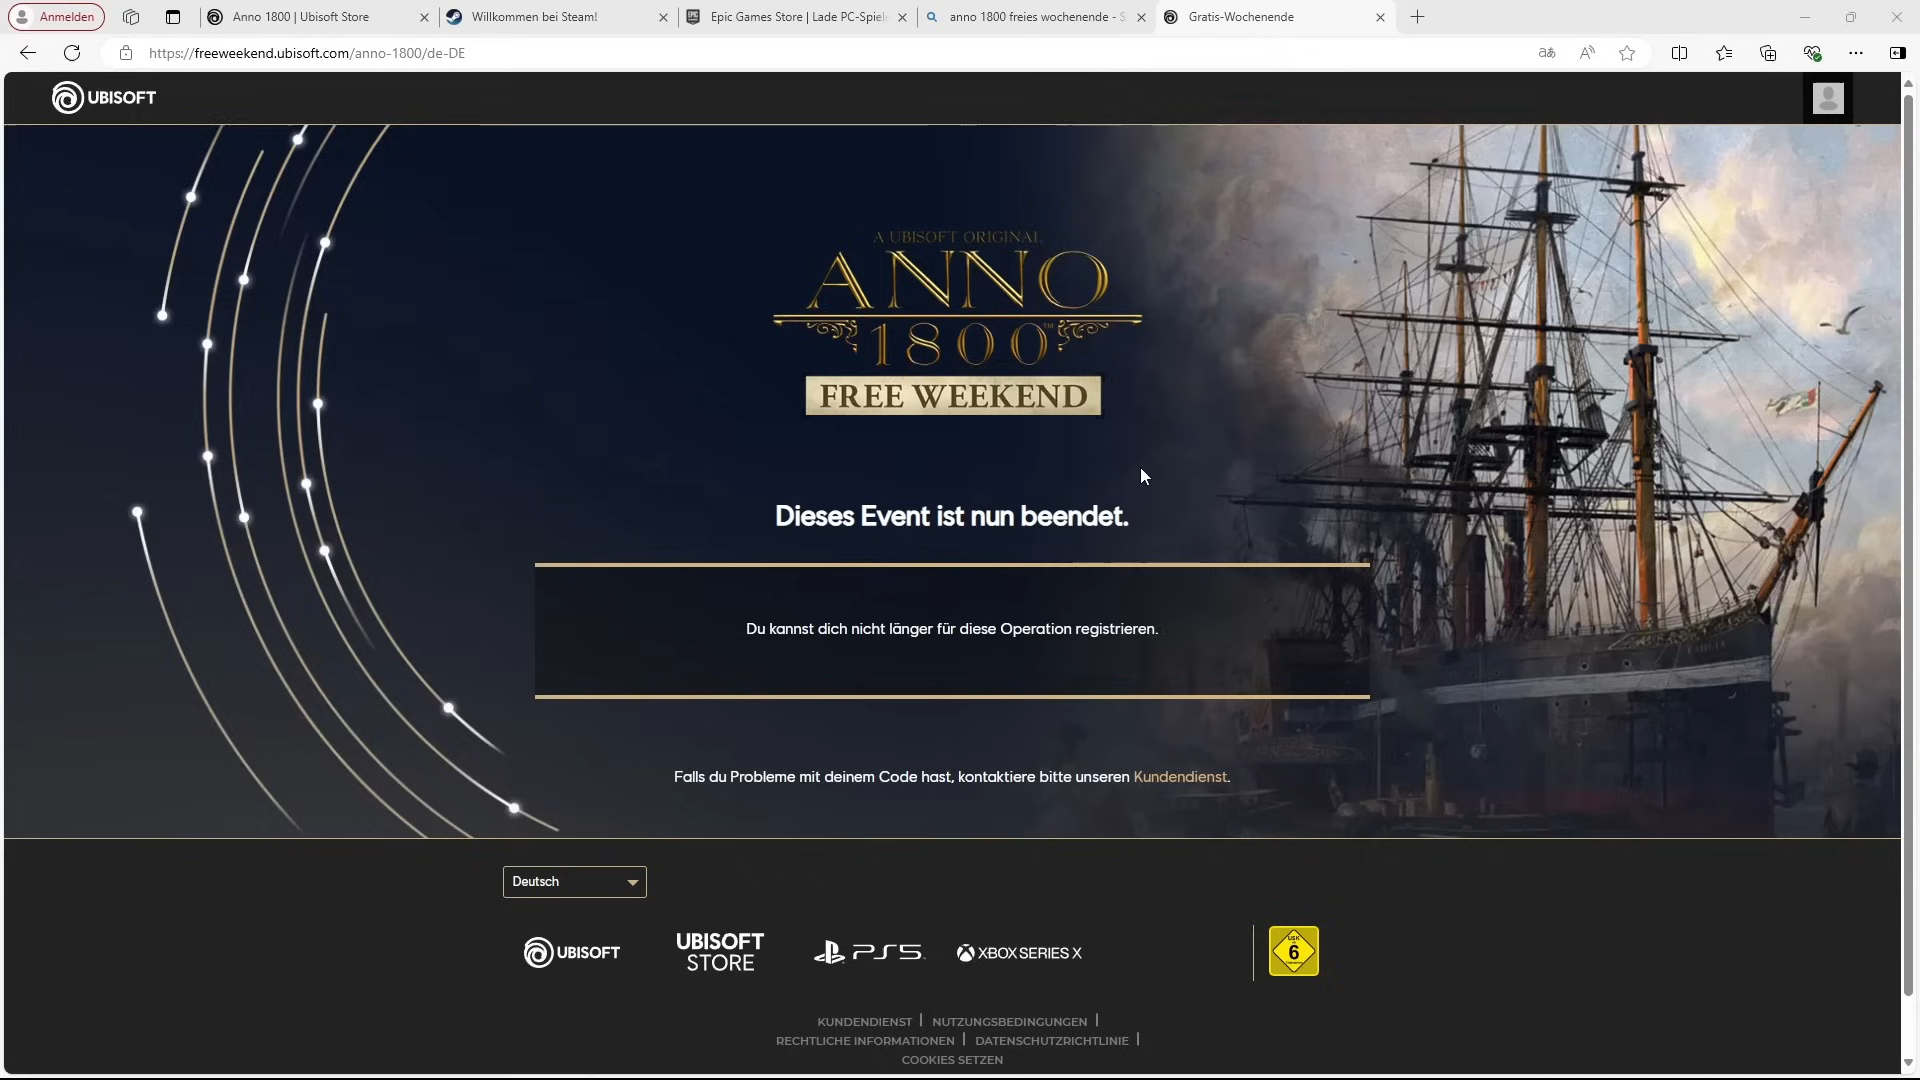 Anmelden
Anno 1800 | Ubisoft Store
Willkommen bei Steam!
Epic Games Store | Lade PC-Spiele
anno 1800 freies wochenende - S
Gratis-Wochenende
https://freeweekend.ubisoft.com/anno-1800/de-DE
UBISOFT
A UBISOFT ORIGINAL
ANNO
1800™
FREE WEEKEND
Dieses Event ist nun beendet.
Du kannst dich nicht länger für diese Operation registrieren.
Falls du Probleme mit deinem Code hast, kontaktiere bitte unseren Kundendienst.
Deutsch
UBISOFT
UBISOFT
STORE
PS5
XBOX SERIES X
USK
6
KUNDENDIENST | NUTZUNGSBEDINGUNGEN |
RECHTLICHE INFORMATIONEN | DATENSCHUTZRICHTLINIE |
COOKIES SETZEN